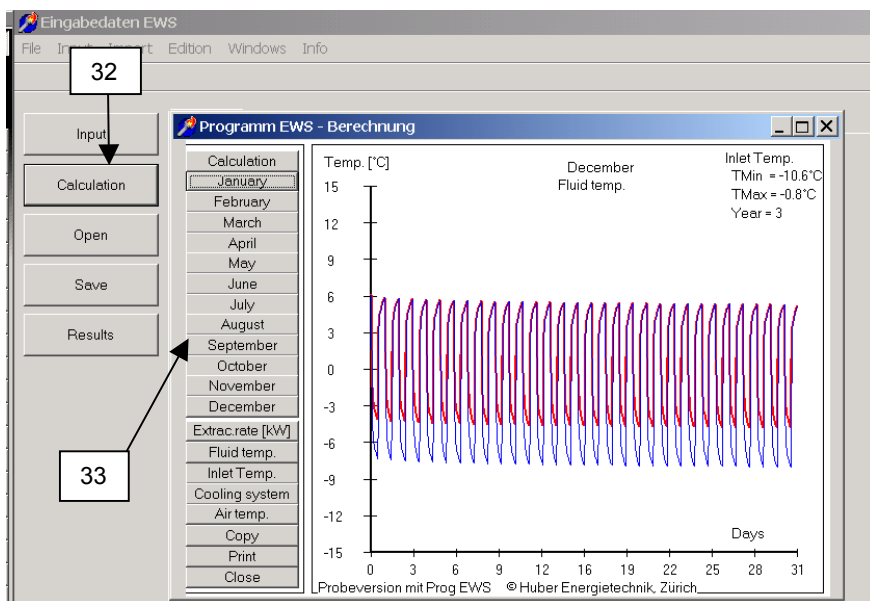 Eingabedaten EWS
File Input Import Edition Windows Info
32
Input
Calculation
Open
Save
Results
33
Programm EWS - Berechnung
Calculation
January
February
March
April
May
June
July
August
September
October
November
December
Extrac.rate [kW]
Fluid temp.
Inlet Temp.
Cooling system
Air temp.
Copy
Print
Close
Temp. [°C]
December
Fluid temp.
Inlet Temp.
TMin = -10.6°C
TMax = -0.8°C
Year = 3
15
12
9
6
3
0
-3
-6
-9
-12
-15
Days
0 3 6 9 12 16 19 22 25 28 31
Probeversion mit Prog EWS © Huber Energietechnik, Zürich